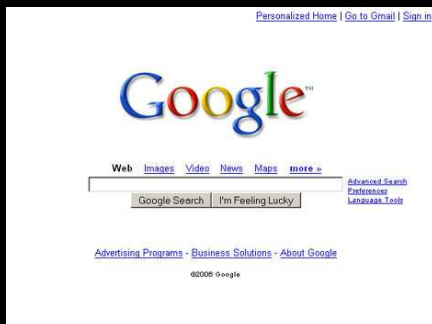 Personalized Home | Go to Gmail | Sign in
Google™
Web Images Video News Maps more »
Advanced Search
Preferences
Language Tools
Google Search I'm Feeling Lucky
Advertising Programs - Business Solutions - About Google
©2006 Google